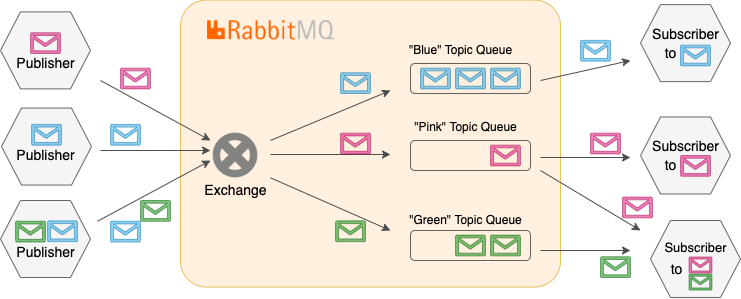 RabbitMQ
Publisher
Publisher
Publisher
Exchange
"Blue" Topic Queue
"Pink" Topic Queue
"Green" Topic Queue
Subscriber
to
Subscriber
to
Subscriber
to